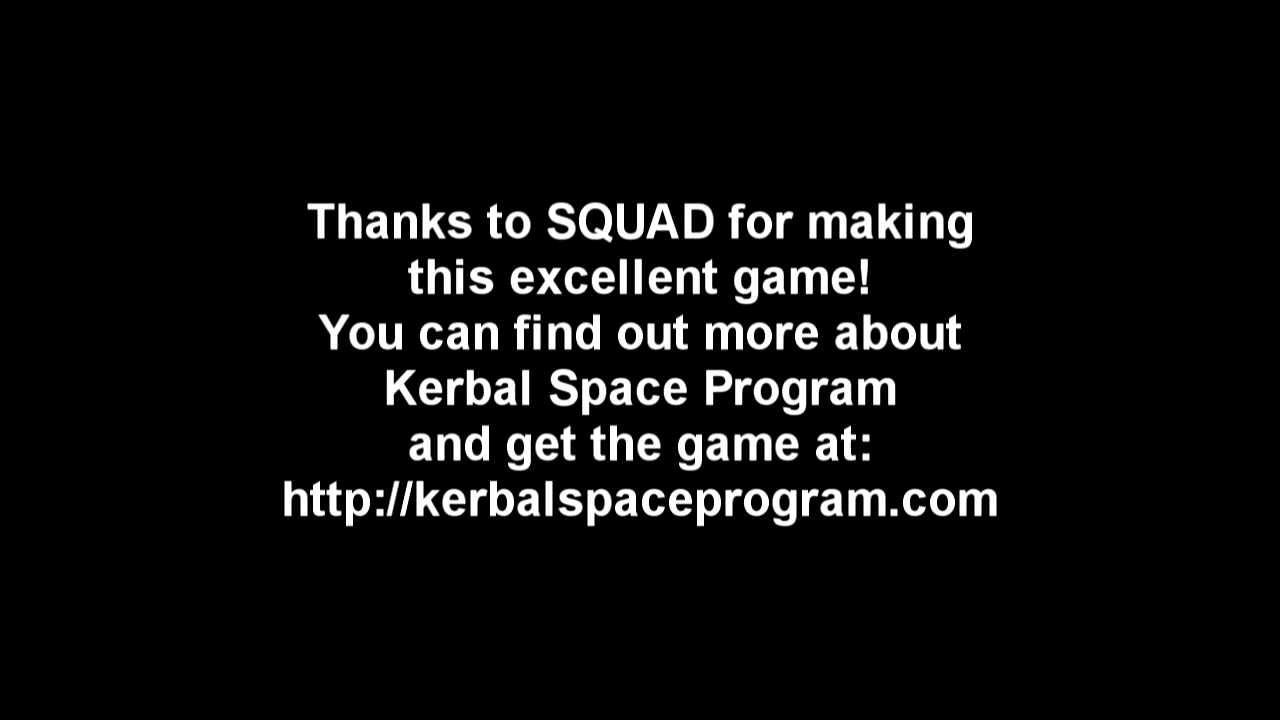 Thanks to SQUAD for making
this excellent game!
You can find out more about
Kerbal Space Program
and get the game at:
http://kerbalspaceprogram.com